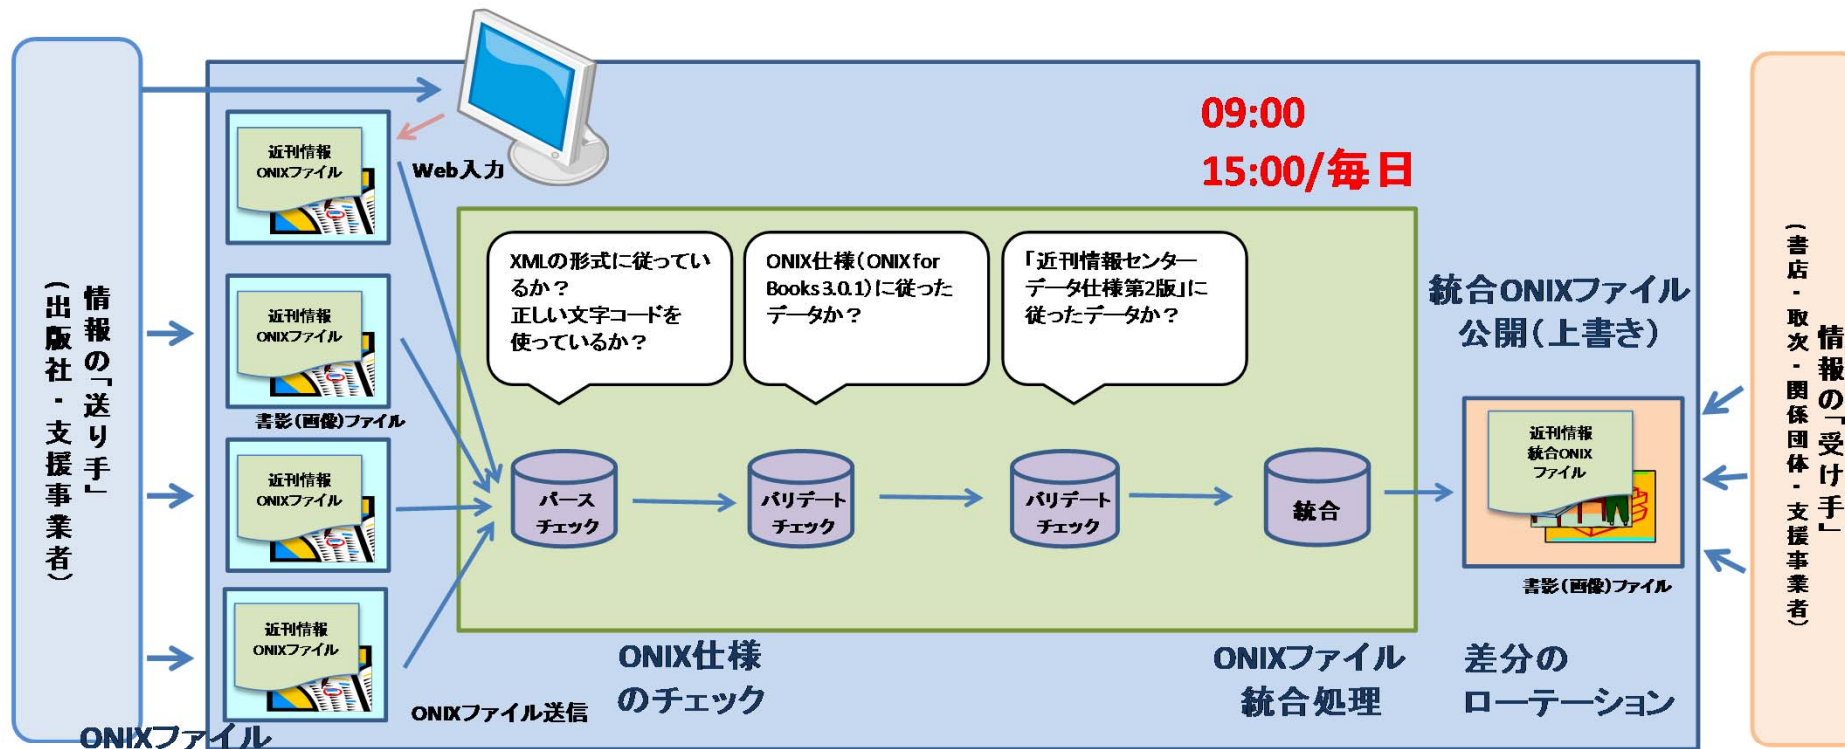 情報の「送り手」
(出版社・支援事業者)
近刊情報
ONIXファイル
Web入力
近刊情報
ONIXファイル
書影(画像)ファイル
近刊情報
ONIXファイル
近刊情報
ONIXファイル
ONIXファイル送信
ONIXファイル
09:00
15:00/毎日
XMLの形式に従ってい
るか?
正しい文字コードを
使っているか?
ONIX仕様(ONIX for
Books 3.0.1)に従った
データか?
「近刊情報センター
データ仕様第2版」に
従ったデータか?
パース
チェック
バリデート
チェック
バリデート
チェック
統合
ONIX仕様
のチェック
ONIXファイル
統合処理
統合ONIXファイル
公開(上書き)
近刊情報
統合ONIX
ファイル
書影(画像)ファイル
差分の
ローテーション
情報の「受け手」
(書店・取次・関係団体・支援事業者)